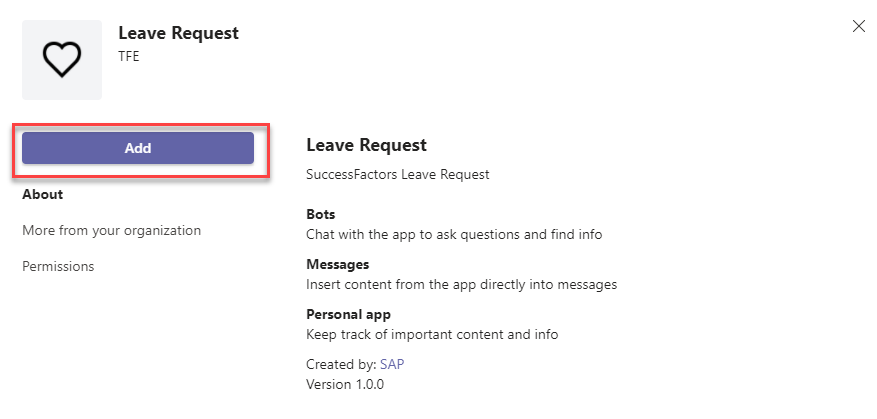 Leave Request
TFE
Add
About
More from your organization
Permissions
Leave Request
SuccessFactors Leave Request
Bots
Chat with the app to ask questions and find info
Messages
Insert content from the app directly into messages
Personal app
Keep track of important content and info
Created by: SAP
Version 1.0.0